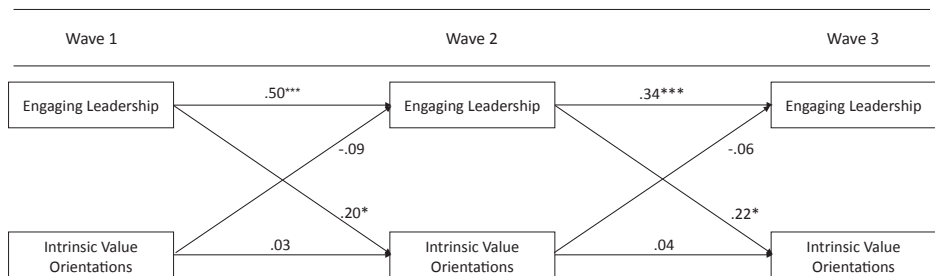 Wave 1 Wave 2 Wave 3
Engaging Leadership .50*** Engaging Leadership .34*** Engaging Leadership
-.09 -.06
.20* .22*
Intrinsic Value Orientations .03 Intrinsic Value Orientations .04 Intrinsic Value Orientations